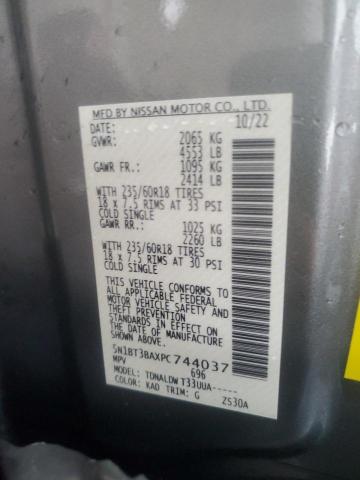 MFD BY NISSAN MOTOR CO., LTD.
DATE: 10/22
GVWR: 2065 KG
4553 LB
GAWR FR.: 1095 KG
2414 LB
WITH 235/60R18 TIRES
18 x 7.5 RIMS AT 33 PSI
COLD SINGLE
GAWR RR.: 1025 KG
2260 LB
WITH 235/60R18 TIRES
18 x 7.5 RIMS AT 30 PSI
COLD SINGLE
THIS VEHICLE CONFORMS TO
ALL APPLICABLE FEDERAL
MOTOR VEHICLE SAFETY AND
THEFT PREVENTION
STANDARDS IN EFFECT ON
THE DATE OF MANUFACTURE
SHOWN ABOVE.
5N1BT3BAXPC744037
MPV 696
MODEL: TDNALDW T33UUA-----
COLOR: KAD TRIM: G ZS30A